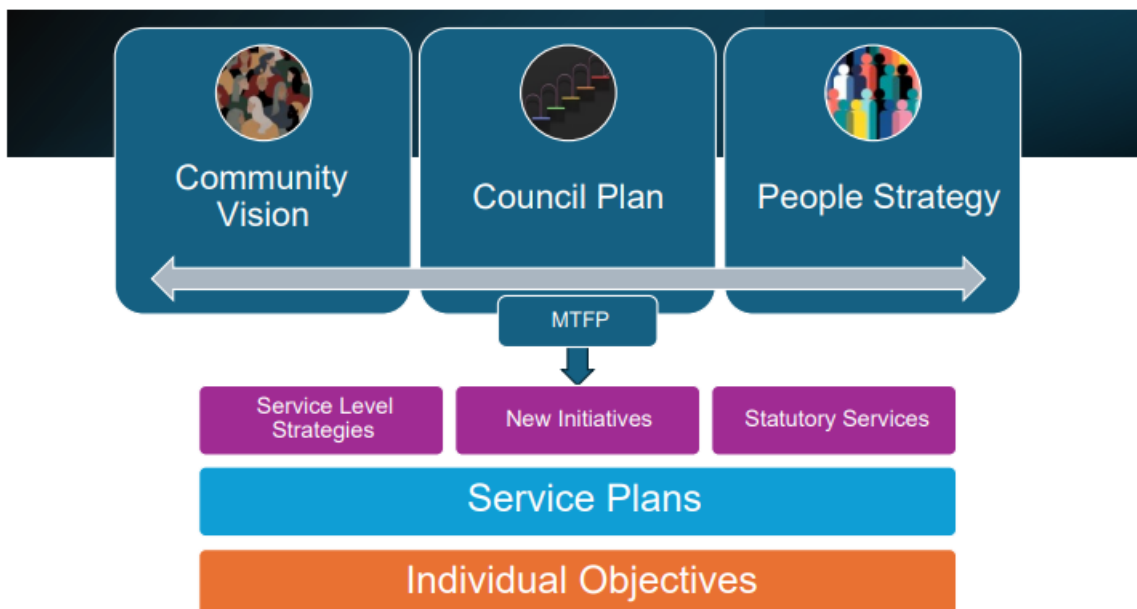 Community
Vision
Council Plan
People Strategy
MTFP
Service Level
Strategies
New Initiatives
Statutory Services
Service Plans
Individual Objectives